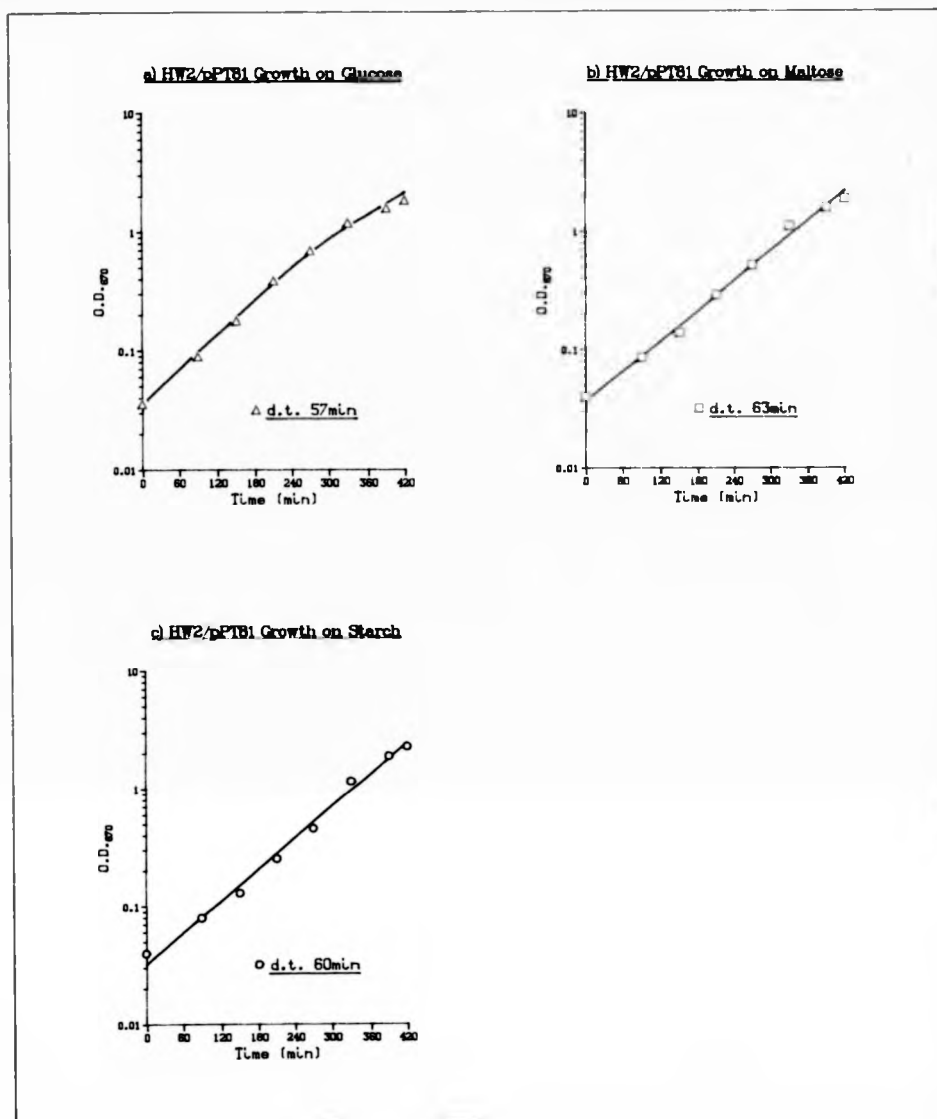 a) HW2/pPT81 Growth on Glucose
10
1
0.1
0.01
O.D.670
△ d.t. 57min
0 60 120 180 240 300 360 420
Time (min)
b) HW2/pPT81 Growth on Maltose
10
1
0.1
0.01
O.D.670
□ d.t. 63min
0 60 120 180 240 300 360 420
Time (min)
c) HW2/pPT81 Growth on Starch
10
1
0.1
0.01
O.D.670
○ d.t. 60min
0 60 120 180 240 300 360 420
Time (min)